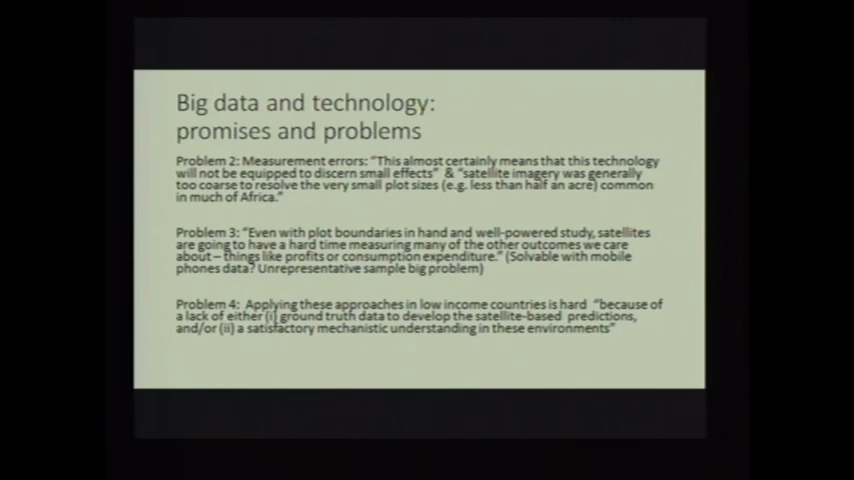 Big data and technology:
promises and problems
Problem 2: Measurement errors: “This almost certainly means that this technology
will not be equipped to discern small effects”  & “satellite imagery was generally
too coarse to resolve the very small plot sizes (e.g. less than half an acre) common
in much of Africa.”
Problem 3: “Even with plot boundaries in hand and well-powered study, satellites
are going to have a hard time measuring many of the other outcomes we care
about – things like profits or consumption expenditure.” (Solvable with mobile
phones data? Unrepresentative sample big problem)
Problem 4:  Applying these approaches in low income countries is hard  “because of
a lack of either (i) ground truth data to develop the satellite-based  predictions,
and/or (ii) a satisfactory mechanistic understanding in these environments”